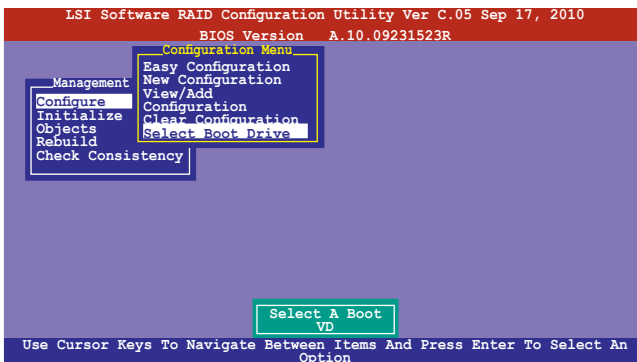 LSI Software RAID Configuration Utility Ver C.05 Sep 17, 2010
BIOS Version A.10.09231523R
Configuration Menu
Easy Configuration
New Configuration
View/Add
Configuration
Clear Configuration
Select Boot Drive
Management
Configure
Initialize
Objects
Rebuild
Check Consistency
Select A Boot
VD
Use Cursor Keys To Navigate Between Items And Press Enter To Select An
Option